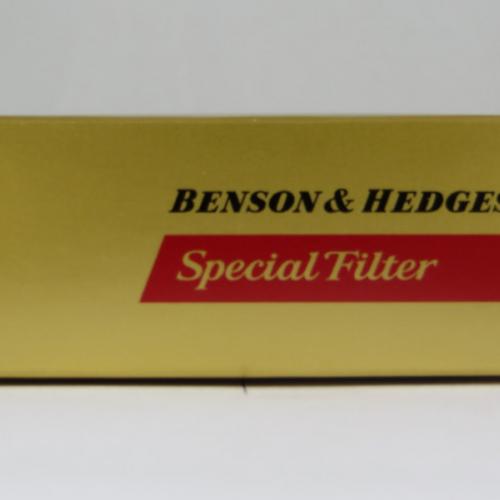 BENSON & HEDGES
Special Filter